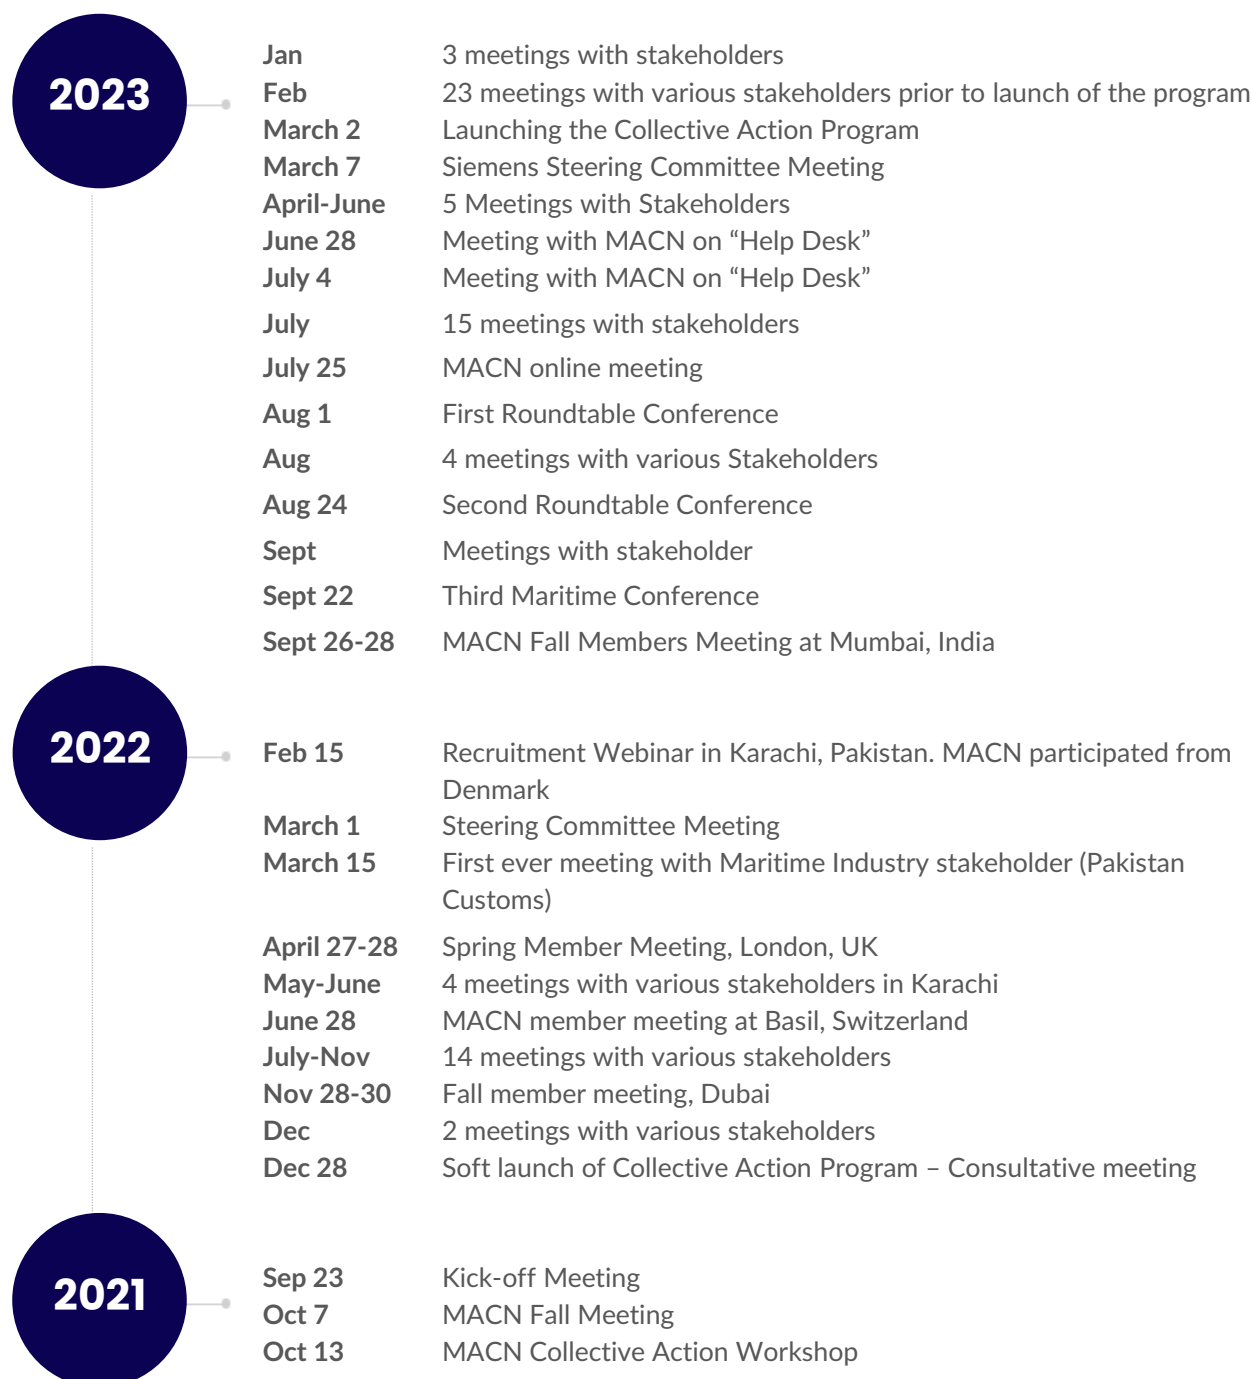 2023
Jan 3 meetings with stakeholders
Feb 23 meetings with various stakeholders prior to launch of the program
March 2 Launching the Collective Action Program
March 7 Siemens Steering Committee Meeting
April-June 5 Meetings with Stakeholders
June 28 Meeting with MACN on “Help Desk”
July 4 Meeting with MACN on “Help Desk”
July 15 meetings with stakeholders
July 25 MACN online meeting
Aug 1 First Roundtable Conference
Aug 4 meetings with various Stakeholders
Aug 24 Second Roundtable Conference
Sept Meetings with stakeholder
Sept 22 Third Maritime Conference
Sept 26-28 MACN Fall Members Meeting at Mumbai, India
2022
Feb 15 Recruitment Webinar in Karachi, Pakistan. MACN participated from
Denmark
March 1 Steering Committee Meeting
March 15 First ever meeting with Maritime Industry stakeholder (Pakistan
Customs)
April 27-28 Spring Member Meeting, London, UK
May-June 4 meetings with various stakeholders in Karachi
June 28 MACN member meeting at Basil, Switzerland
July-Nov 14 meetings with various stakeholders
Nov 28-30 Fall member meeting, Dubai
Dec 2 meetings with various stakeholders
Dec 28 Soft launch of Collective Action Program – Consultative meeting
2021
Sep 23 Kick-off Meeting
Oct 7 MACN Fall Meeting
Oct 13 MACN Collective Action Workshop